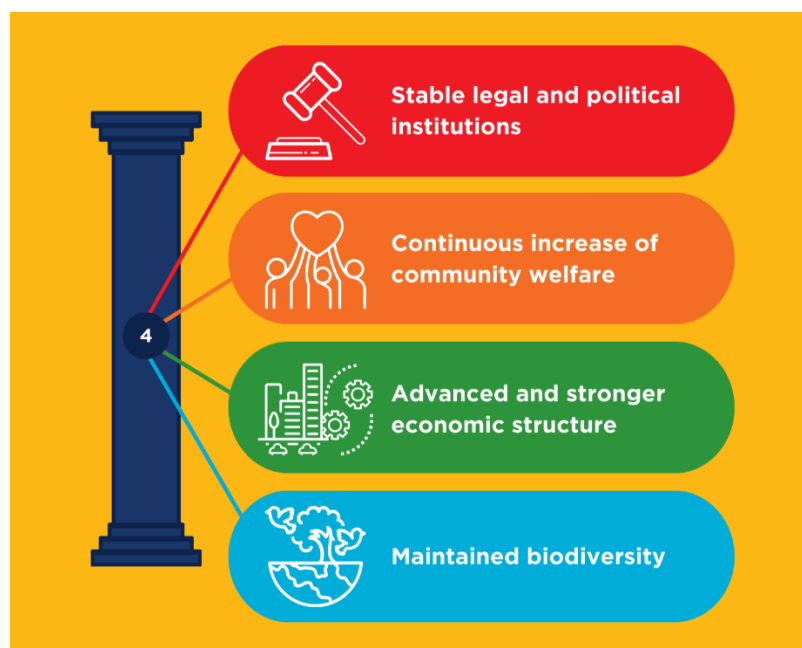 Stable legal and political
institutions
Continuous increase of
community welfare
4
Advanced and stronger
economic structure
Maintained biodiversity